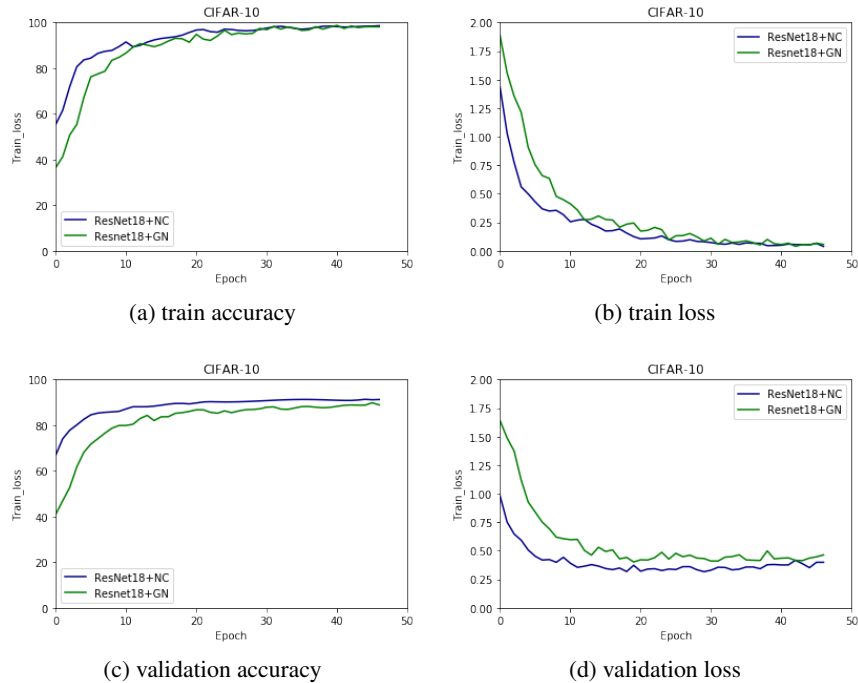 CIFAR-10
100
80
60
40
20
0
Train_loss
ResNet18+NC
Resnet18+GN
0 10 20 30 40 50
Epoch
(a) train accuracy
CIFAR-10
2.00
1.75
1.50
1.25
1.00
0.75
0.50
0.25
0.00
Train_loss
ResNet18+NC
Resnet18+GN
0 10 20 30 40 50
Epoch
(b) train loss
CIFAR-10
100
80
60
40
20
0
Train_loss
ResNet18+NC
Resnet18+GN
0 10 20 30 40 50
Epoch
(c) validation accuracy
CIFAR-10
2.00
1.75
1.50
1.25
1.00
0.75
0.50
0.25
0.00
Train_loss
ResNet18+NC
Resnet18+GN
0 10 20 30 40 50
Epoch
(d) validation loss